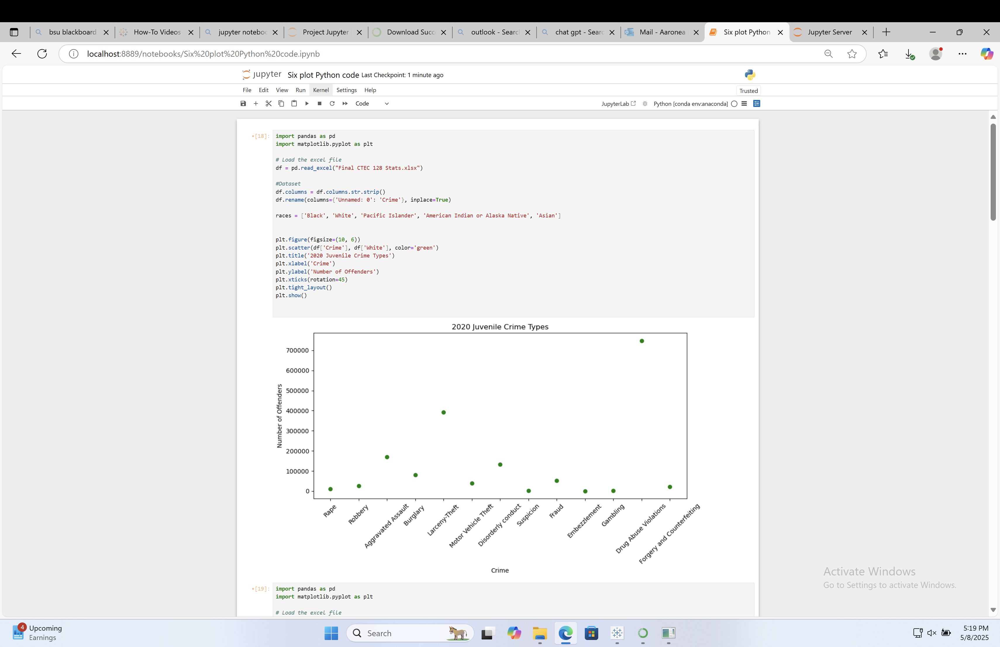 bsu blackboard
How-To Videos
jupyter noteboo
Project Jupyter
Download Succ
outlook - Searc
chat gpt - Searc
Mail - Aaronea
Six plot Python
Jupyter Server
localhost:8889/notebooks/Six%20plot%20Python%20code.ipynb
jupyter Six plot Python code Last Checkpoint: 1 minute ago
File Edit View Run Kernel Settings Help
Trusted
Code
JupyterLab Python [conda env:anaconda]
•[18]:
import pandas as pd
import matplotlib.pyplot as plt
# Load the excel file
df = pd.read_excel("Final CTEC 128 Stats.xlsx")
#Dataset
df.columns = df.columns.str.strip()
df.rename(columns={'Unnamed: 0': 'Crime'}, inplace=True)
races = ['Black', 'White', 'Pacific Islander', 'American Indian or Alaska Native', 'Asian']
plt.figure(figsize=(10, 6))
plt.scatter(df['Crime'], df['White'], color='green')
plt.title('2020 Juvenile Crime Types')
plt.xlabel('Crime')
plt.ylabel('Number of Offenders')
plt.xticks(rotation=45)
plt.tight_layout()
plt.show()
2020 Juvenile Crime Types
Number of Offenders
700000
600000
500000
400000
300000
200000
100000
0
Rape
Robbery
Aggravated Assault
Burglary
Larceny-Theft
Motor Vehicle Theft
Disorderly conduct
Suspicion
Fraud
Embezzlement
Gambling
Drug Abuse Violations
Forgery and Counterfeiting
Crime
•[19]:
import pandas as pd
import matplotlib.pyplot as plt
# Load the excel file
Activate Windows
Go to Settings to activate Windows.
4
Upcoming
Earnings
Search
5:19 PM
5/8/2025